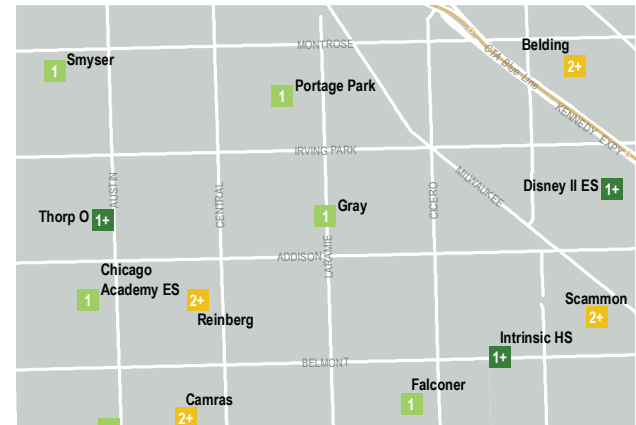 MONTROSE
Belding
2+
Smyser
1
CTA Blue Line
Portage Park
1
KENNEDY EXPY
IRVING PARK
MILWAUKEE
AUSTIN
CENTRAL
CICERO
Disney II ES
1+
Thorp O
1+
Gray
1
LARAMIE
ADDISON
Chicago
Academy ES
1
2+
Reinberg
Scammon
2+
Intrinsic HS
1+
BELMONT
Falconer
1
Camras
2+